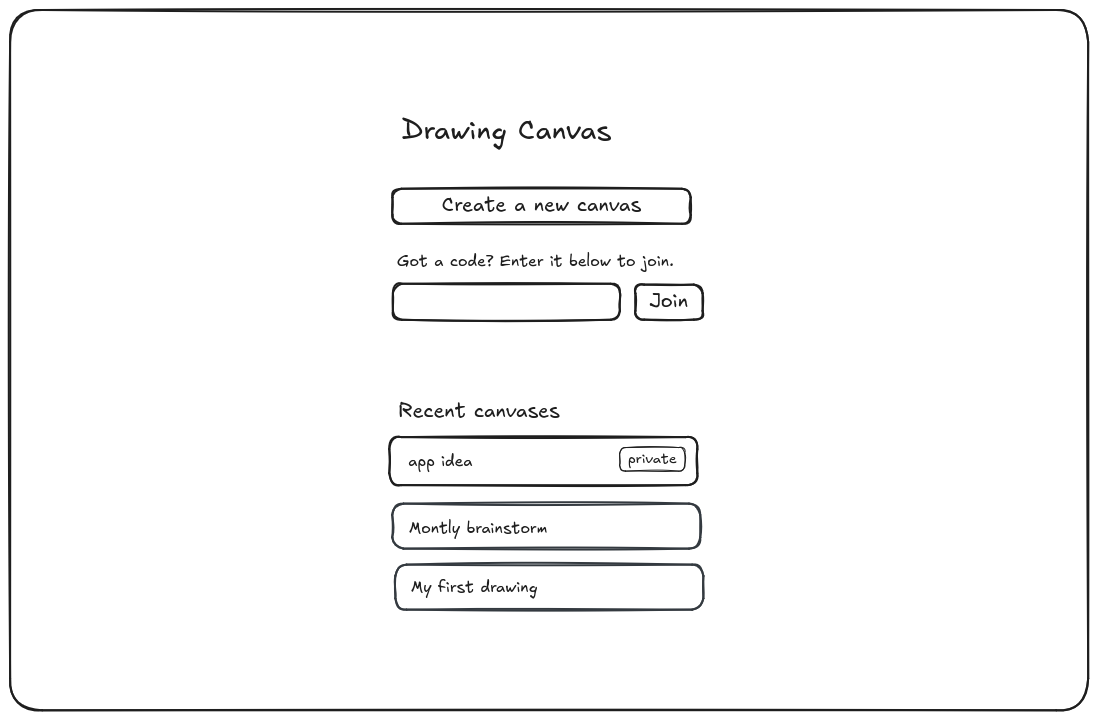 Drawing Canvas
Create a new canvas
Got a code? Enter it below to join.
Join
Recent canvases
app idea private
Montly brainstorm
My first drawing